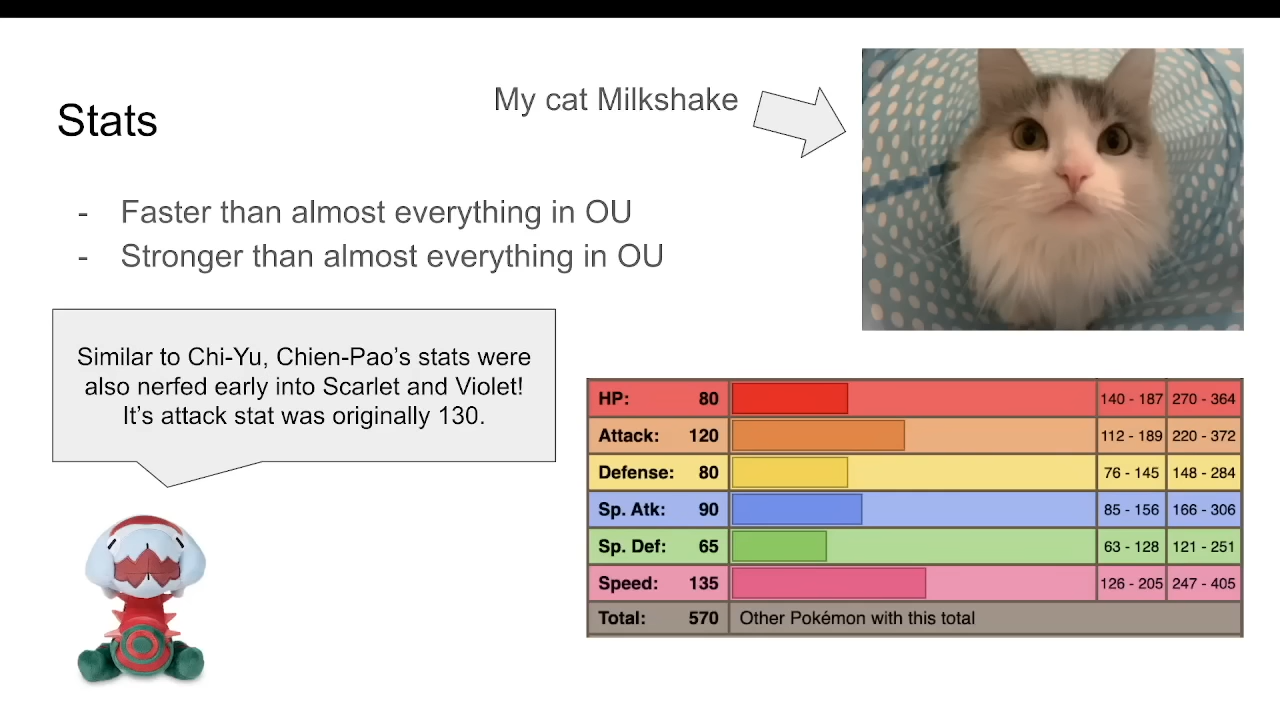 My cat Milkshake
Stats
- Faster than almost everything in OU
- Stronger than almost everything in OU
Similar to Chi-Yu, Chien-Pao’s stats were
also nerfed early into Scarlet and Violet!
It’s attack stat was originally 130.
HP: 80 140 - 187 270 - 364
Attack: 120 112 - 189 220 - 372
Defense: 80 76 - 145 148 - 284
Sp. Atk: 90 85 - 156 166 - 306
Sp. Def: 65 63 - 128 121 - 251
Speed: 135 126 - 205 247 - 405
Total: 570 Other Pokémon with this total